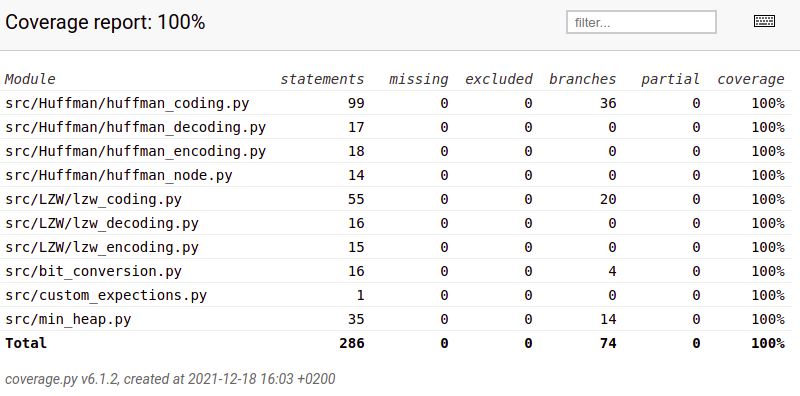 Coverage report: 100%
filter...
Module statements missing excluded branches partial coverage
src/Huffman/huffman_coding.py 99 0 0 36 0 100%
src/Huffman/huffman_decoding.py 17 0 0 0 0 100%
src/Huffman/huffman_encoding.py 18 0 0 0 0 100%
src/Huffman/huffman_node.py 14 0 0 0 0 100%
src/LZW/lzw_coding.py 55 0 0 20 0 100%
src/LZW/lzw_decoding.py 16 0 0 0 0 100%
src/LZW/lzw_encoding.py 15 0 0 0 0 100%
src/bit_conversion.py 16 0 0 4 0 100%
src/custom_expections.py 1 0 0 0 0 100%
src/min_heap.py 35 0 0 14 0 100%
Total 286 0 0 74 0 100%
coverage.py v6.1.2, created at 2021-12-18 16:03 +0200